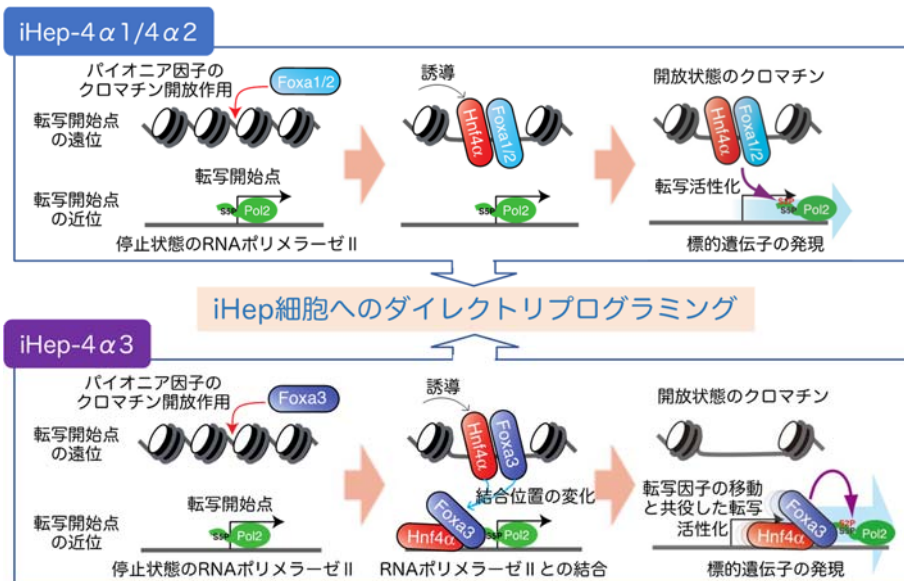 iHep-4α1/4α2
パイオニア因子の
クロマチン開放作用
Foxa1/2
転写開始点
の遠位
転写開始点
転写開始点
の近位
S5P
Pol2
停止状態のRNAポリメラーゼⅡ
誘導
Hnf4α
Foxa1/2
S5P
Pol2
開放状態のクロマチン
Hnf4α
Foxa1/2
転写活性化
S2P
S5P
Pol2
標的遺伝子の発現
iHep細胞へのダイレクトリプログラミング
iHep-4α3
パイオニア因子の
クロマチン開放作用
Foxa3
転写開始点
の遠位
転写開始点
転写開始点
の近位
S5P
Pol2
停止状態のRNAポリメラーゼⅡ
誘導
Hnf4α
Foxa3
結合位置の変化
Hnf4α
Foxa3
Pol2
RNAポリメラーゼⅡとの結合
開放状態のクロマチン
転写因子の移動
と共役した転写
活性化
Hnf4α
Foxa3
S2P
S5P
Pol2
標的遺伝子の発現